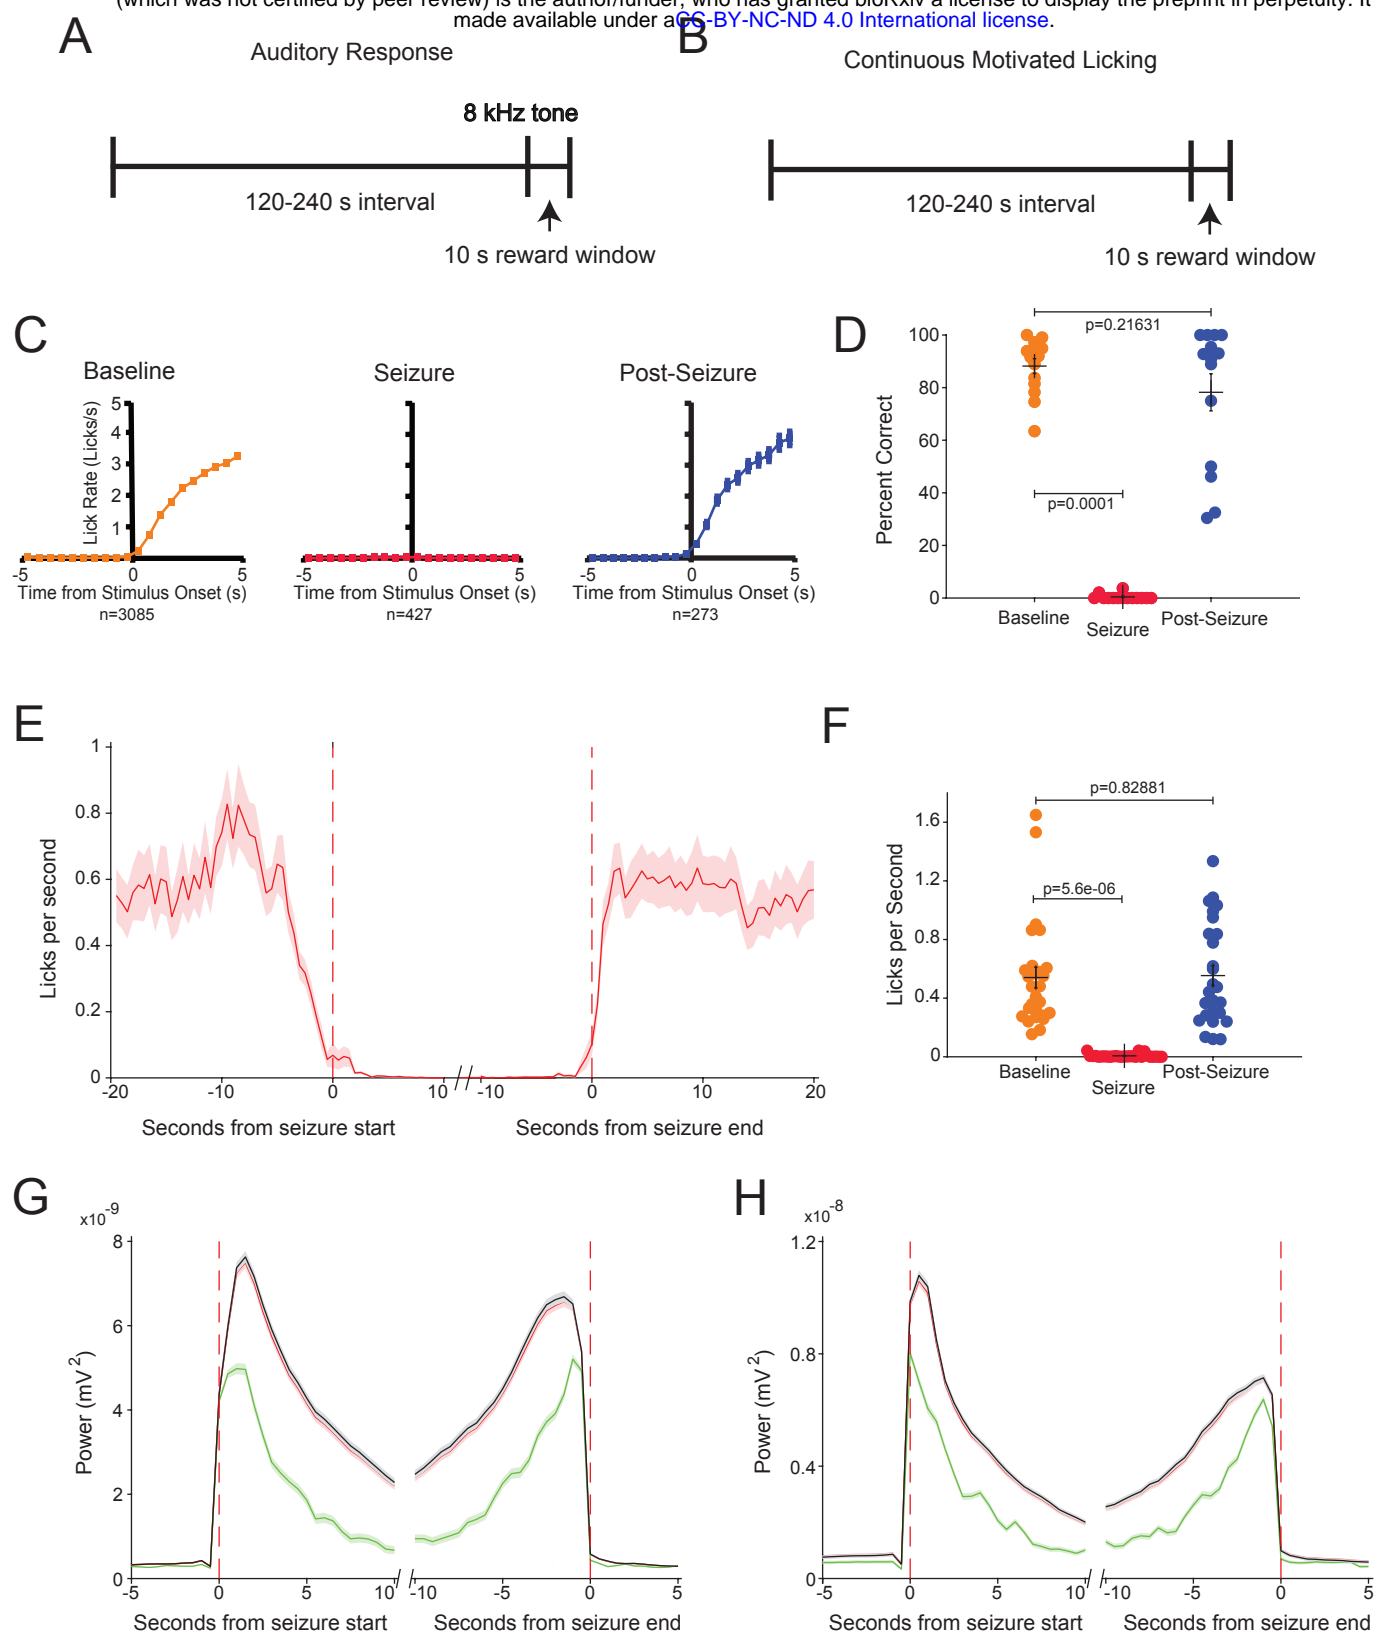 (which was not certified by peer review) is the author/funder, who has granted bioRxiv a license to display the preprint in perpetuity. It
made available under aCC-BY-NC-ND 4.0 International license.
A
Auditory Response
8 kHz tone
120-240 s interval
10 s reward window
B
Continuous Motivated Licking
120-240 s interval
10 s reward window
C
Baseline
Lick Rate (Licks/s)
5
4
3
2
1
-5 0 5
Time from Stimulus Onset (s)
n=3085
Seizure
-5 0 5
Time from Stimulus Onset (s)
n=427
Post-Seizure
-5 0 5
Time from Stimulus Onset (s)
n=273
D
Percent Correct
100
80
60
40
20
0
p=0.21631
p=0.0001
Baseline
Seizure
Post-Seizure
E
Licks per second
1
0.8
0.6
0.4
0.2
0
-20 -10 0 10 -10 0 10 20
Seconds from seizure start
Seconds from seizure end
F
Licks per Second
1.6
1.2
0.8
0.4
0
p=0.82881
p=5.6e-06
Baseline
Seizure
Post-Seizure
G
x10-9
Power (mV2)
8
6
4
2
0
-5 0 5 10 -10 -5 0 5
Seconds from seizure start
Seconds from seizure end
H
x10-8
Power (mV2)
1.2
0.8
0.4
0
-5 0 5 10 -10 -5 0 5
Seconds from seizure start
Seconds from seizure end